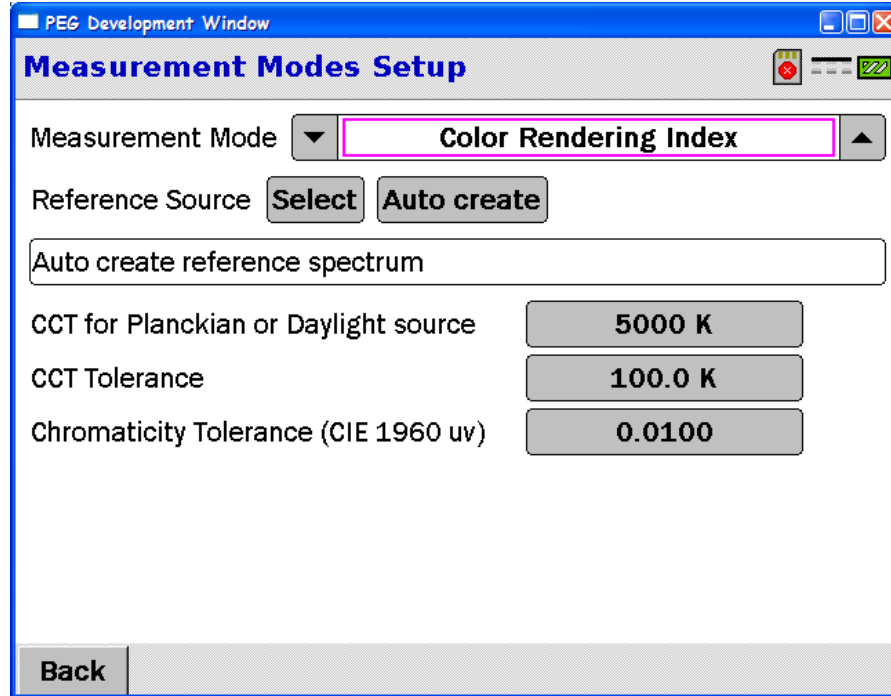 PEG Development Window
Measurement Modes Setup
Measurement Mode Color Rendering Index
Reference Source Select Auto create
Auto create reference spectrum
CCT for Planckian or Daylight source 5000 K
CCT Tolerance 100.0 K
Chromaticity Tolerance (CIE 1960 uv) 0.0100
Back